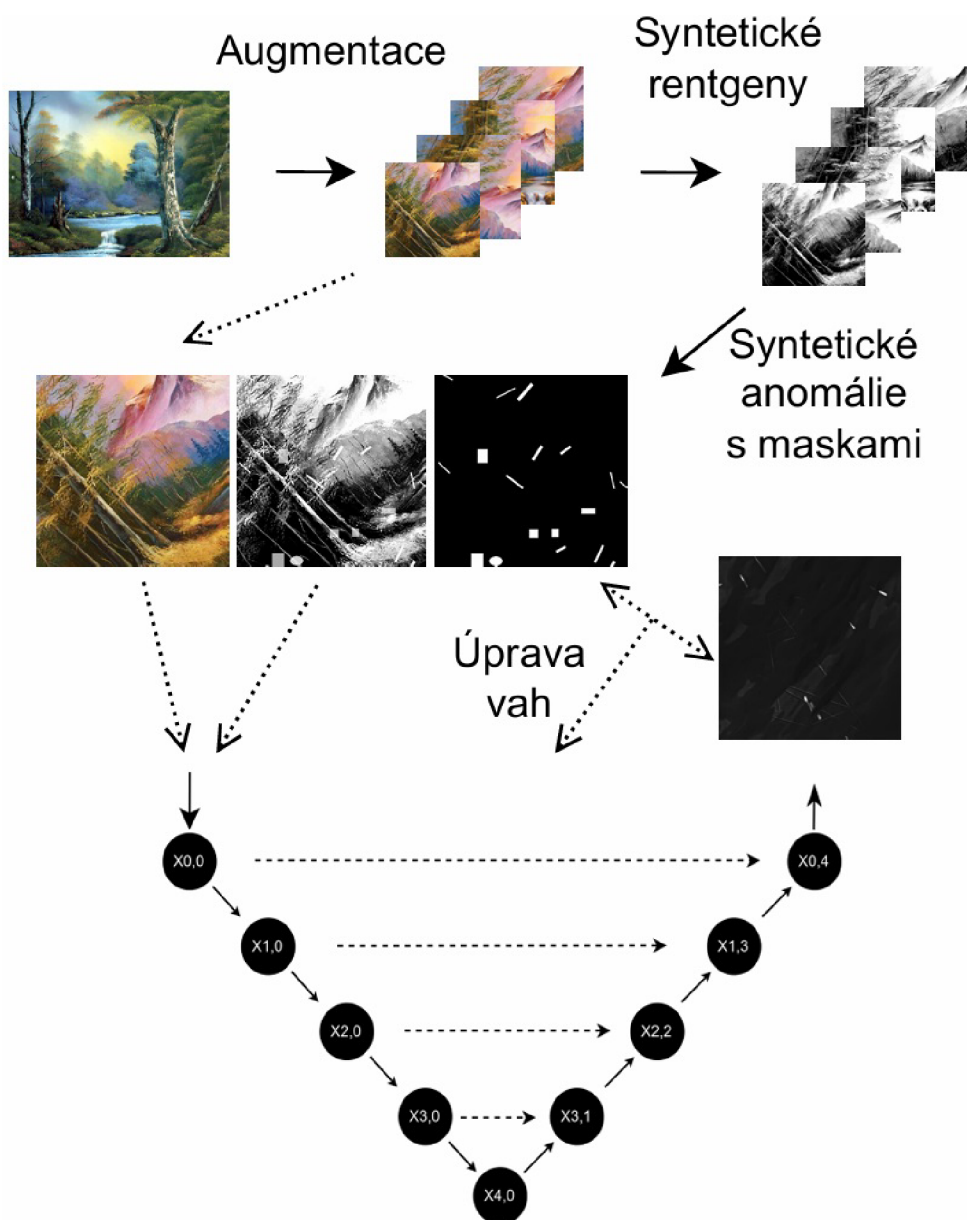 Augmentace
Syntetické
rentgeny
Syntetické
anomálie
s maskami
Úprava
vah
X0,0
X0,4
X1,0
X1,3
X2,0
X2,2
X3,0
X3,1
X4,0